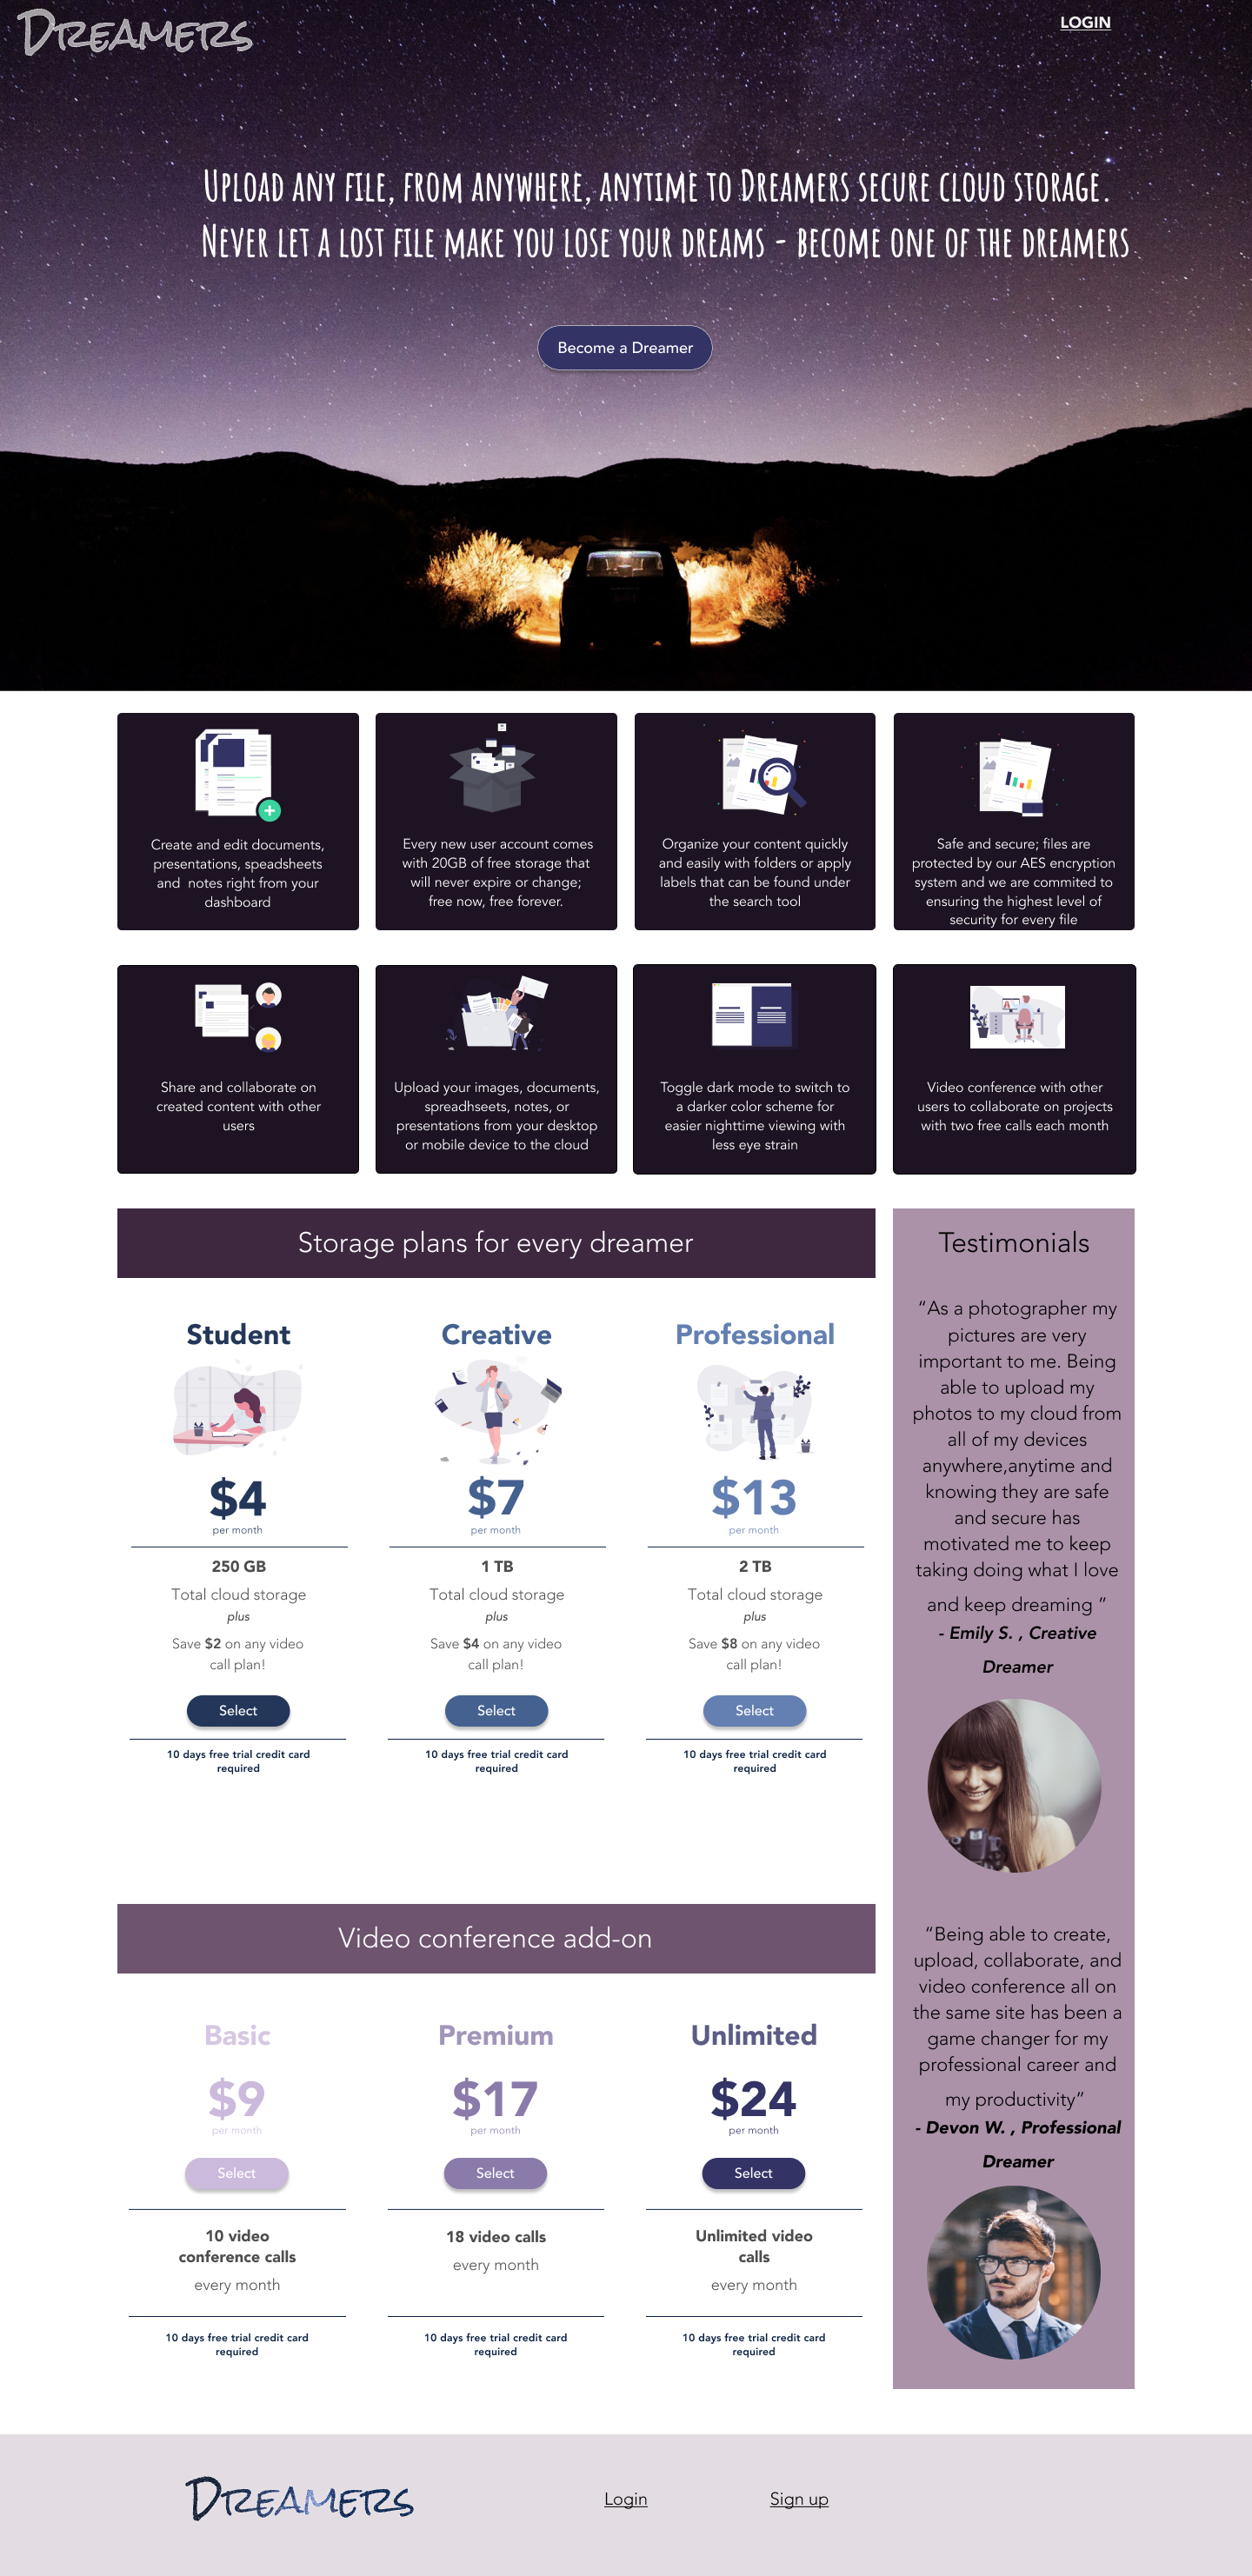 Dreamers
LOGIN
Upload any file, from anywhere, anytime to Dreamers secure cloud storage.
Never let a lost file make you lose your dreams - become one of the dreamers
Become a Dreamer
Create and edit documents,
presentations, speadsheets
and notes right from your
dashboard
Every new user account comes
with 20GB of free storage that
will never expire or change;
free now, free forever.
Organize your content quickly
and easily with folders or apply
labels that can be found under
the search tool
Safe and secure; files are
protected by our AES encryption
system and we are commited to
ensuring the highest level of
security for every file
Share and collaborate on
created content with other
users
Upload your images, documents,
spreadhseets, notes, or
presentations from your desktop
or mobile device to the cloud
Toggle dark mode to switch to
a darker color scheme for
easier nighttime viewing with
less eye strain
Video conference with other
users to collaborate on projects
with two free calls each month
Storage plans for every dreamer
Student
$4
per month
250 GB
Total cloud storage
plus
Save $2 on any video
call plan!
Select
10 days free trial credit card
required
Creative
$7
per month
1 TB
Total cloud storage
plus
Save $4 on any video
call plan!
Select
10 days free trial credit card
required
Professional
$13
per month
2 TB
Total cloud storage
plus
Save $8 on any video
call plan!
Select
10 days free trial credit card
required
Video conference add-on
Basic
$9
per month
Select
10 video
conference calls
every month
10 days free trial credit card
required
Premium
$17
per month
Select
18 video calls
every month
10 days free trial credit card
required
Unlimited
$24
per month
Select
Unlimited video
calls
every month
10 days free trial credit card
required
Testimonials
“As a photographer my
pictures are very
important to me. Being
able to upload my
photos to my cloud from
all of my devices
anywhere,anytime and
knowing they are safe
and secure has
motivated me to keep
taking doing what I love
and keep dreaming “
- Emily S. , Creative
Dreamer
“Being able to create,
upload, collaborate, and
video conference all on
the same site has been a
game changer for my
professional career and
my productivity”
- Devon W. , Professional
Dreamer
Dreamers
Login
Sign up